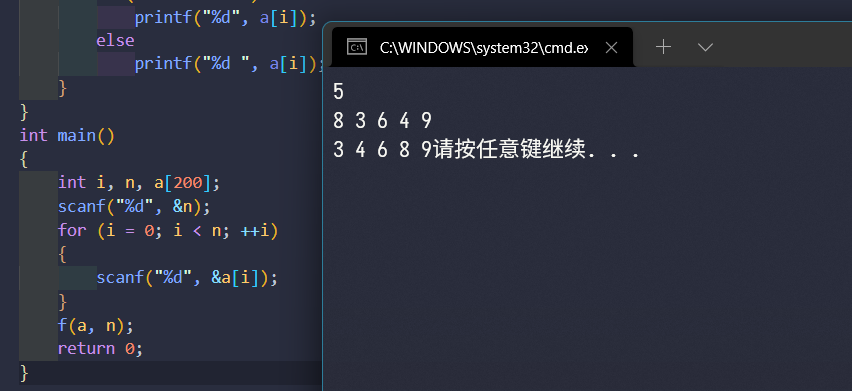 printf("%d", a[i]);
else
printf("%d ", a[i]);
}
}
int main()
{
int i, n, a[200];
scanf("%d", &n);
for (i = 0; i < n; ++i)
{
scanf("%d", &a[i]);
}
f(a, n);
return 0;
}
C:\WINDOWS\system32\cmd.ex
5
8 3 6 4 9
3 4 6 8 9请按任意键继续. . .